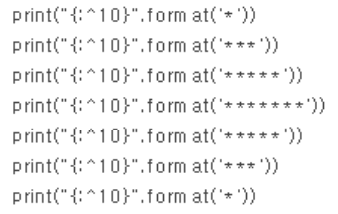 print("{:^10}".format('*'))
print("{:^10}".format('***'))
print("{:^10}".format('*****'))
print("{:^10}".format('*******'))
print("{:^10}".format('*****'))
print("{:^10}".format('***'))
print("{:^10}".format('*'))